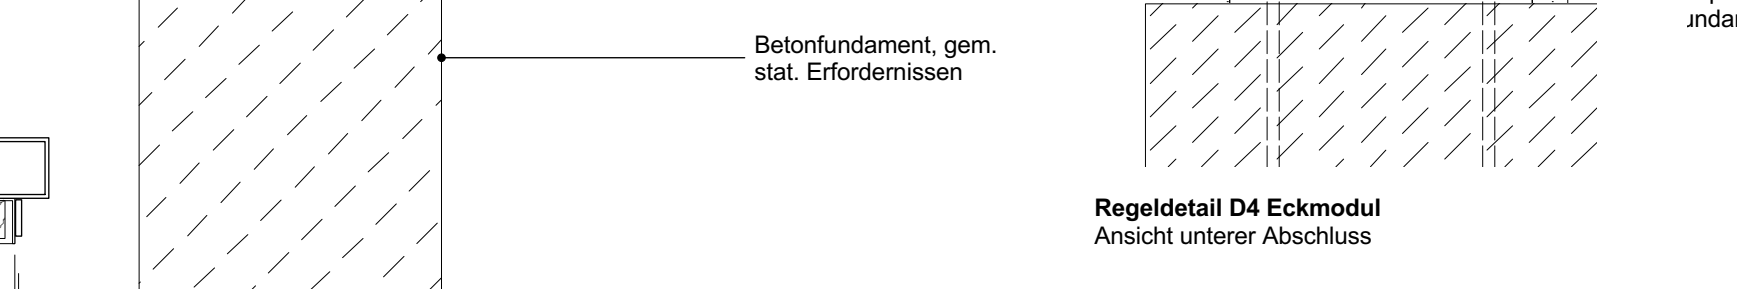 Betonfundament, gem.
stat. Erfordernissen
Regeldetail D4 Eckmodul
Ansicht unterer Abschluss